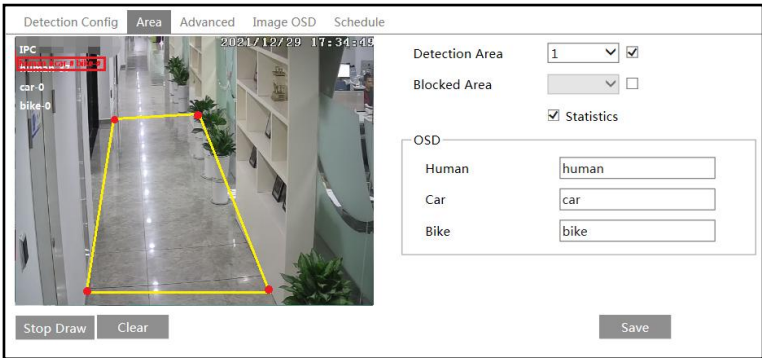 Detection Config Area Advanced Image OSD Schedule
IPC
2021/12/29 17:34:49
car-0
bike-0
Detection Area 1
Blocked Area
Statistics
OSD
Human human
Car car
Bike bike
Stop Draw Clear
Save